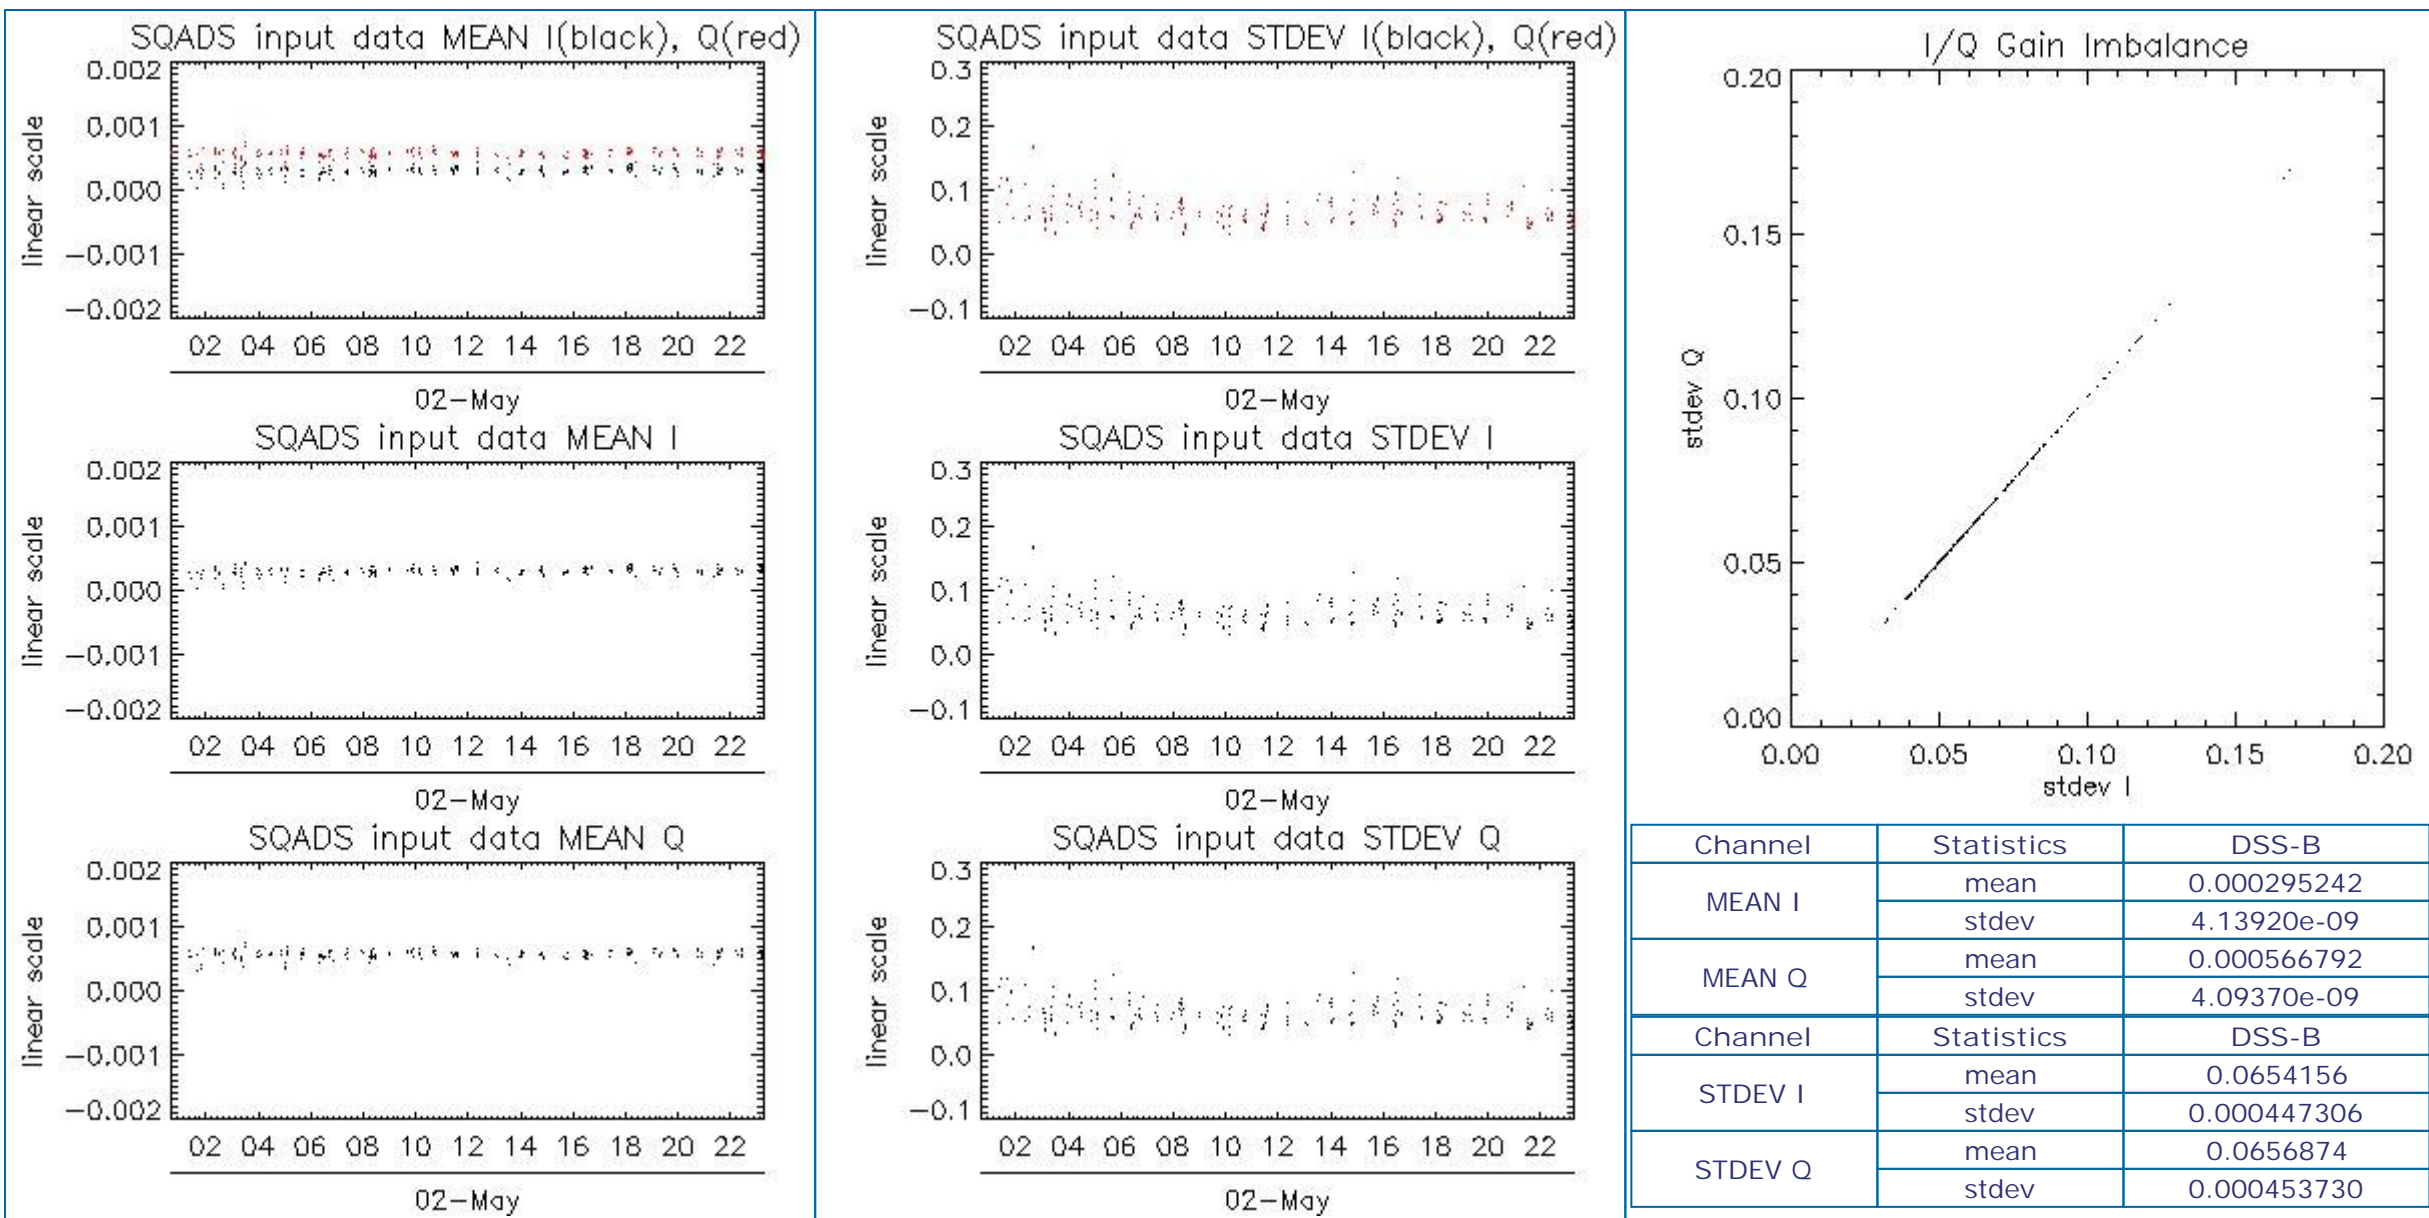 SQADS input data MEAN I(black), Q(red)
linear scale
0.002
0.001
0.000
-0.001
-0.002
02 04 06 08 10 12 14 16 18 20 22
02-May
SQADS input data MEAN I
linear scale
0.002
0.001
0.000
-0.001
-0.002
02 04 06 08 10 12 14 16 18 20 22
02-May
SQADS input data MEAN Q
linear scale
0.002
0.001
0.000
-0.001
-0.002
02 04 06 08 10 12 14 16 18 20 22
02-May
SQADS input data STDEV I(black), Q(red)
linear scale
0.3
0.2
0.1
0.0
-0.1
02 04 06 08 10 12 14 16 18 20 22
02-May
SQADS input data STDEV I
linear scale
0.3
0.2
0.1
0.0
-0.1
02 04 06 08 10 12 14 16 18 20 22
02-May
SQADS input data STDEV Q
linear scale
0.3
0.2
0.1
0.0
-0.1
02 04 06 08 10 12 14 16 18 20 22
02-May
I/Q Gain Imbalance
stdev Q
0.20
0.15
0.10
0.05
0.00
0.00 0.05 0.10 0.15 0.20
stdev I
Channel Statistics DSS-B
MEAN I mean 0.000295242
stdev 4.13920e-09
MEAN Q mean 0.000566792
stdev 4.09370e-09
Channel Statistics DSS-B
STDEV I mean 0.0654156
stdev 0.000447306
STDEV Q mean 0.0656874
stdev 0.000453730